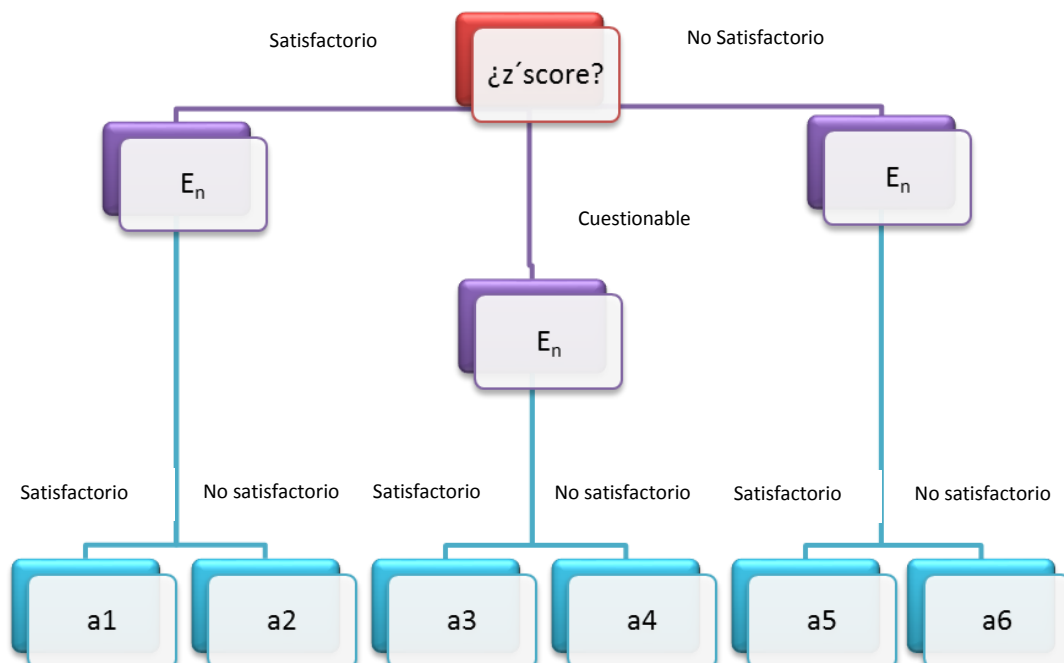 Satisfactorio
No Satisfactorio
¿z´score?
En
En
Cuestionable
En
Satisfactorio
No satisfactorio
Satisfactorio
No satisfactorio
Satisfactorio
No satisfactorio
a1
a2
a3
a4
a5
a6